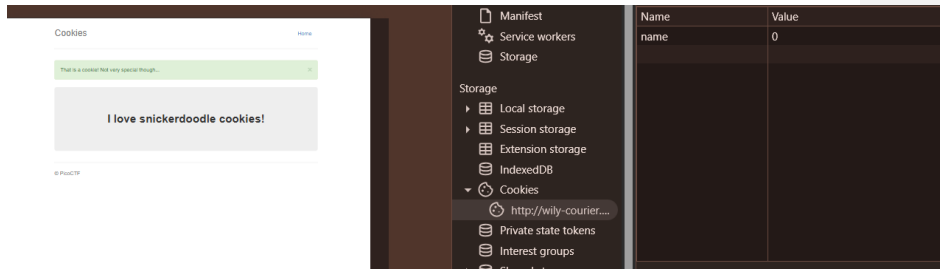 Cookies
Home
That is a cookie! Not very special though...
×
I love snickerdoodle cookies!
© PicoCTF
Manifest
Service workers
Storage
Storage
Local storage
Session storage
Extension storage
IndexedDB
Cookies
http://wily-courier....
Private state tokens
Interest groups
Name Value
name 0